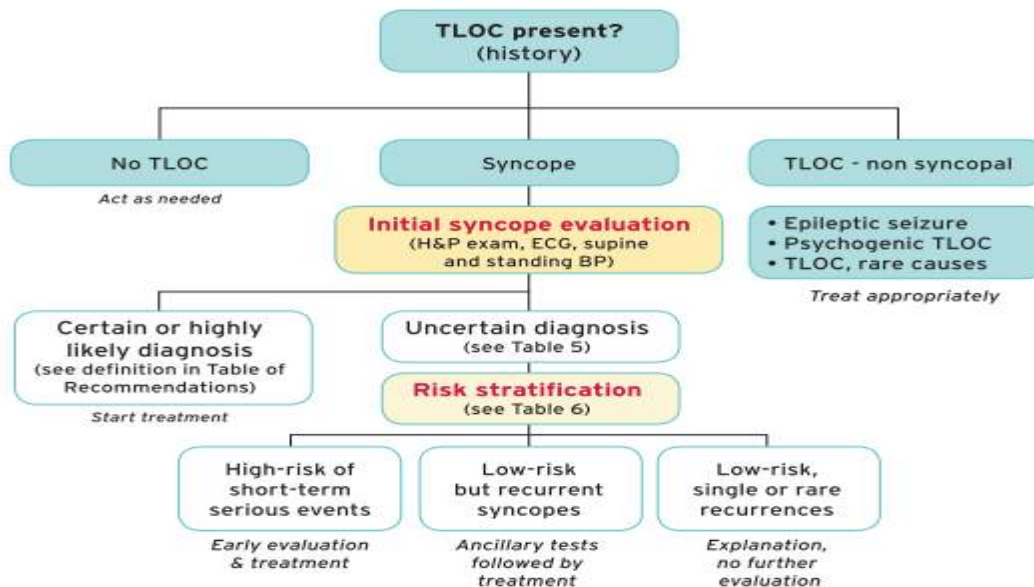 TLOC present?
(history)
No TLOC
Syncope
TLOC - non syncopal
Act as needed
Initial syncope evaluation
(H&P exam, ECG, supine
and standing BP)
• Epileptic seizure
• Psychogenic TLOC
• TLOC, rare causes
Treat appropriately
Certain or highly
likely diagnosis
(see definition in Table of
Recommendations)
Start treatment
Uncertain diagnosis
(see Table 5)
Risk stratification
(see Table 6)
High-risk of
short-term
serious events
Early evaluation
& treatment
Low-risk
but recurrent
syncopes
Ancillary tests
followed by
treatment
Low-risk,
single or rare
recurrences
Explanation,
no further
evaluation